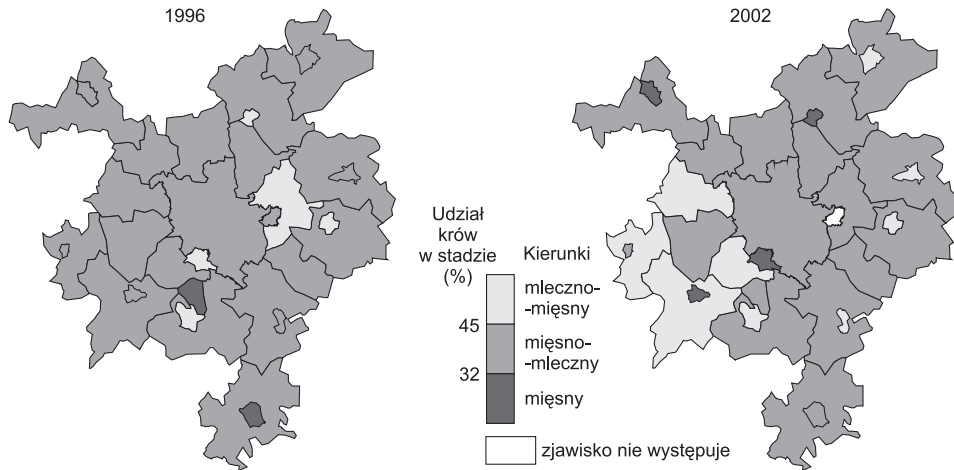 1996
2002
Udział
krów
w stadzie
(%)
Kierunki
mleczno-
-mięsny
45
mięsno-
-mleczny
32
mięsny
zjawisko nie występuje